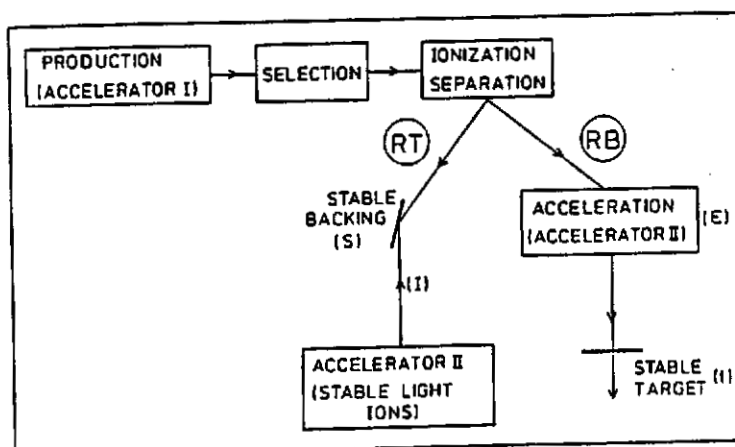 PRODUCTION
(ACCELERATOR I)
SELECTION
IONIZATION
SEPARATION
RT
RB
STABLE
BACKING
(S)
ACCELERATION
(ACCELERATOR II)
(E)
(I)
ACCELERATOR II
(STABLE LIGHT
IONS)
STABLE
TARGET (t)